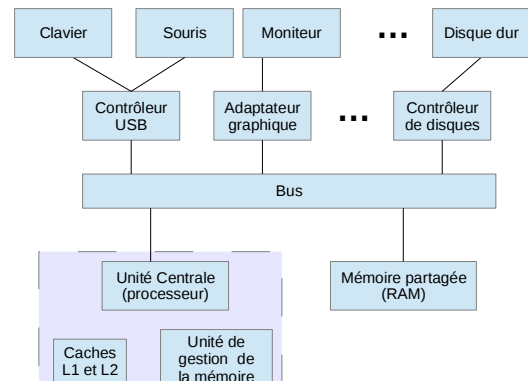 Clavier
Souris
Moniteur
...
Disque dur
Contrôleur
USB
Adaptateur
graphique
...
Contrôleur
de disques
Bus
Unité Centrale
(processeur)
Mémoire partagée
(RAM)
Caches
L1 et L2
Unité de
gestion de
la mémoire